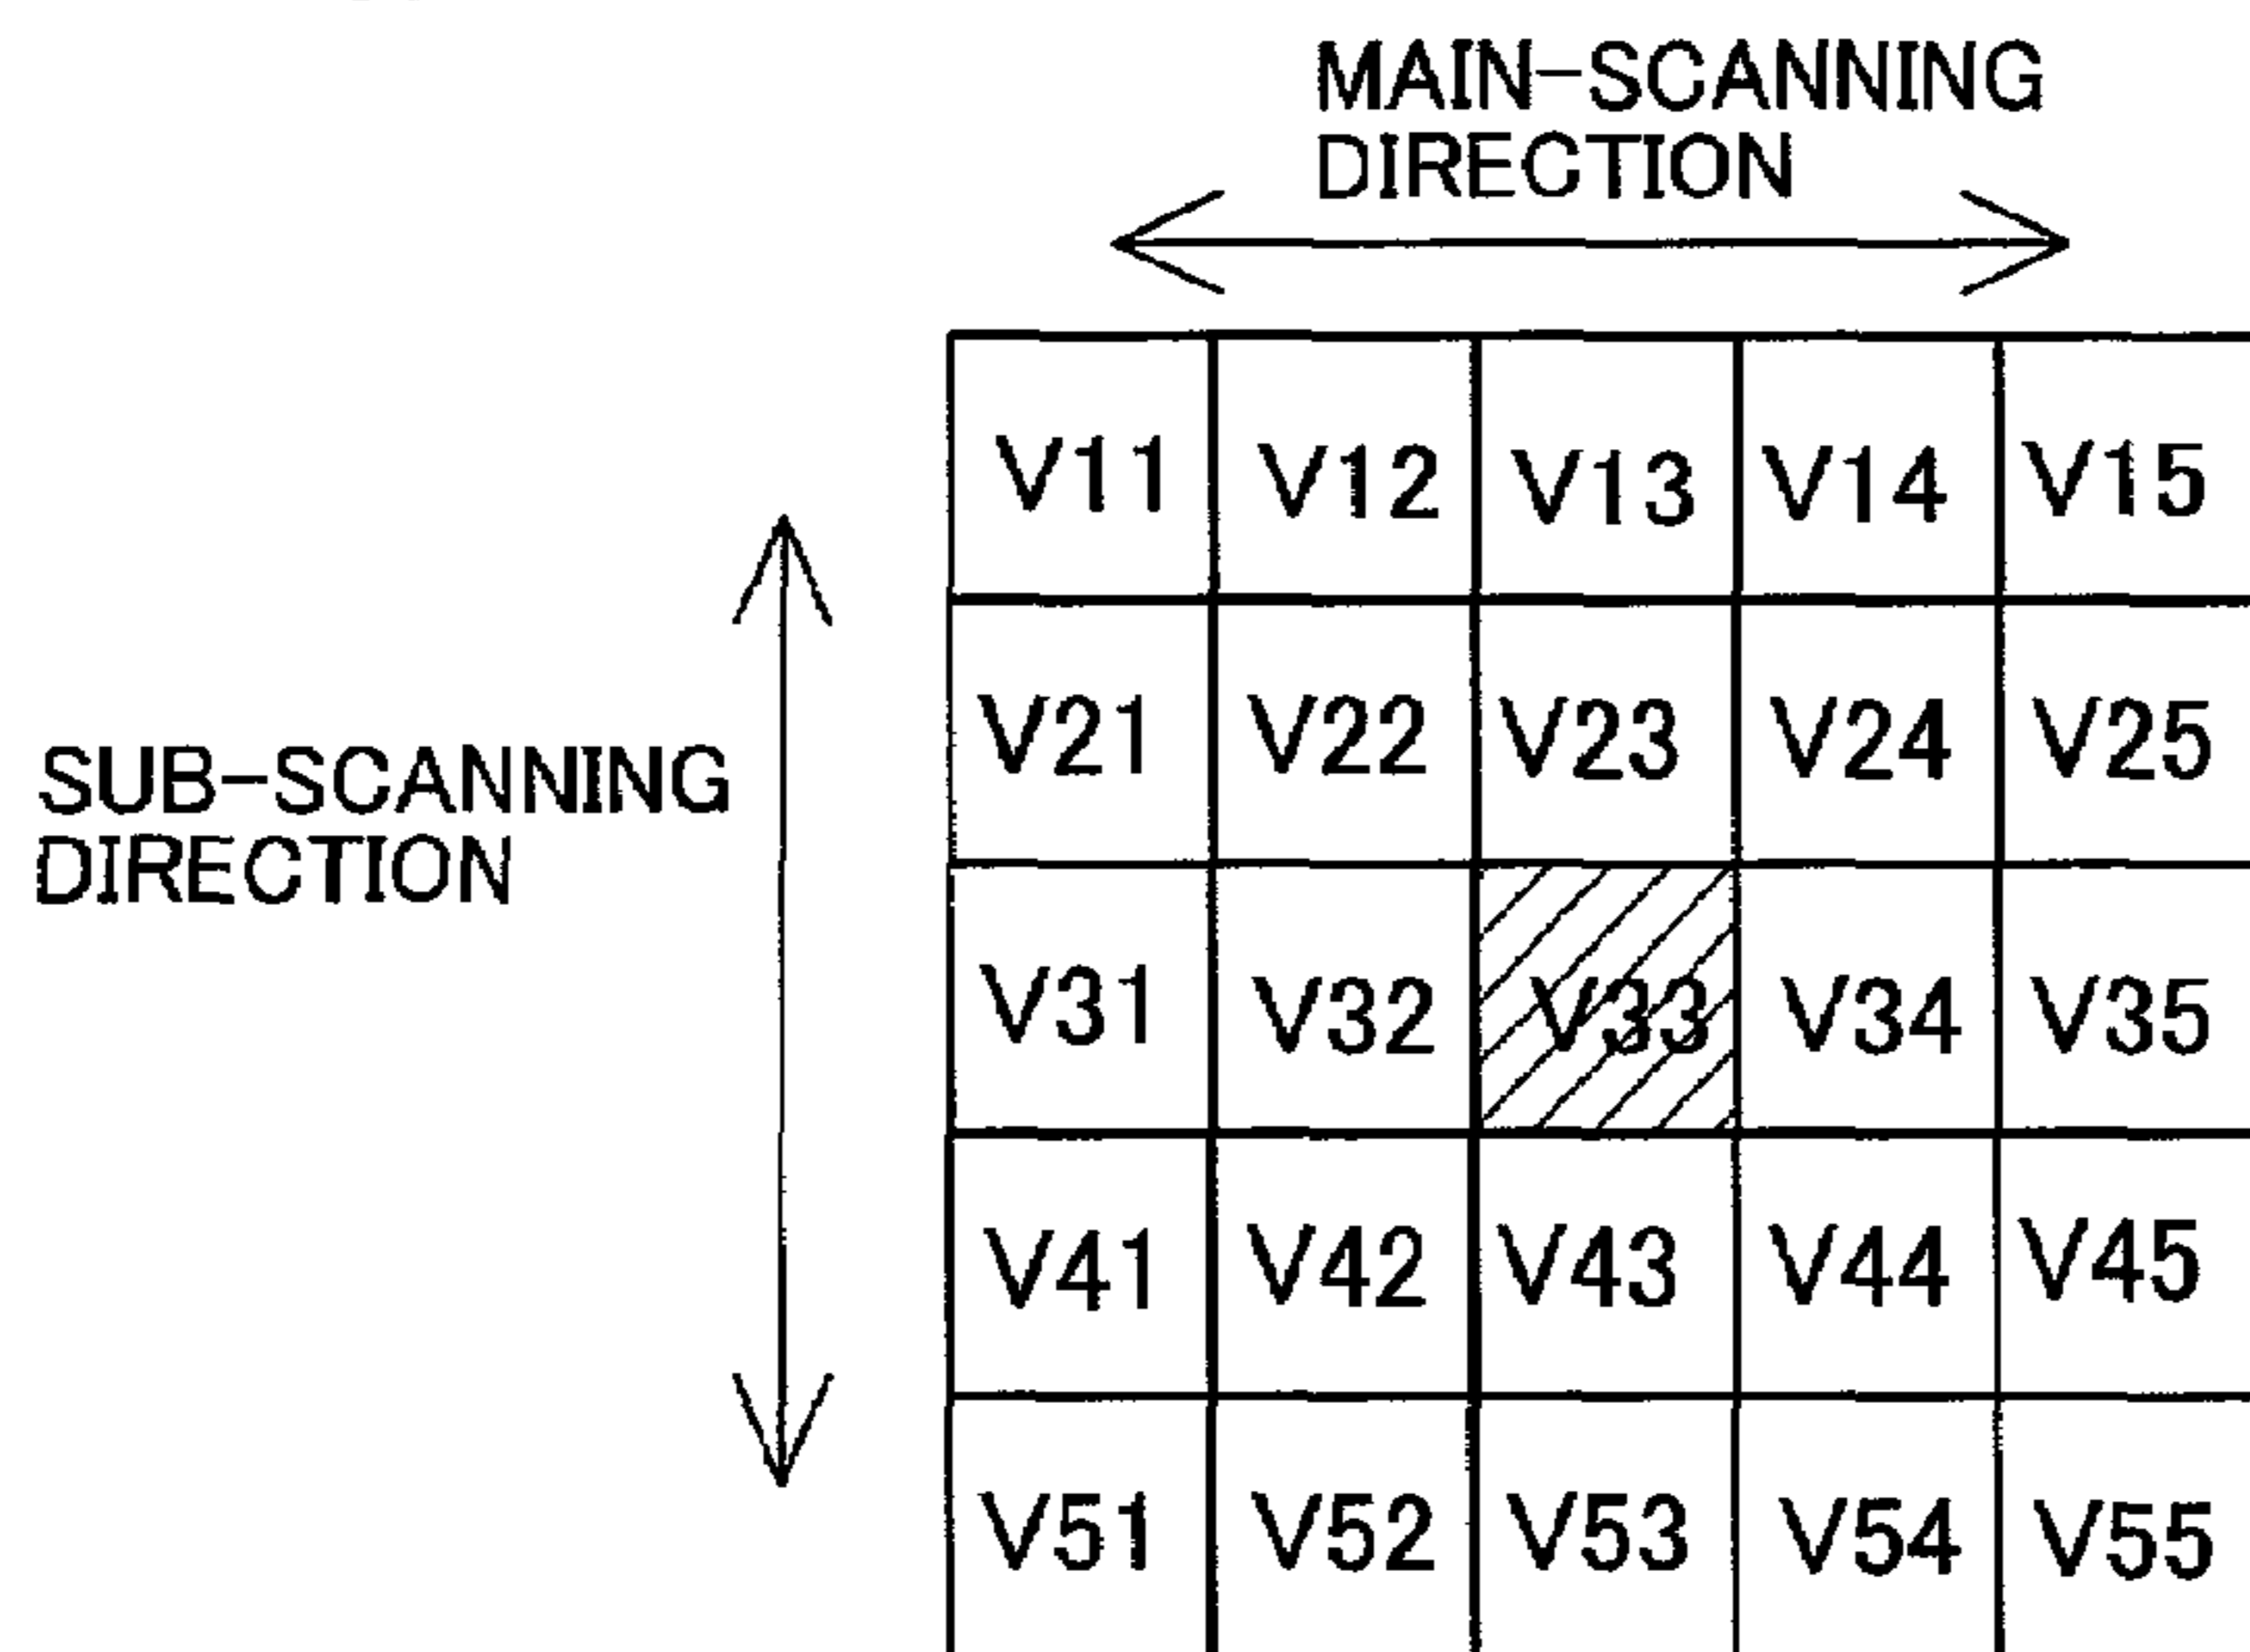 MAIN-SCANNING
DIRECTION
V11 V12 V13 V14 V15
V21 V22 V23 V24 V25
SUB-SCANNING
DIRECTION
V31 V32 V33 V34 V35
V41 V42 V43 V44 V45
V51 V52 V53 V54 V55